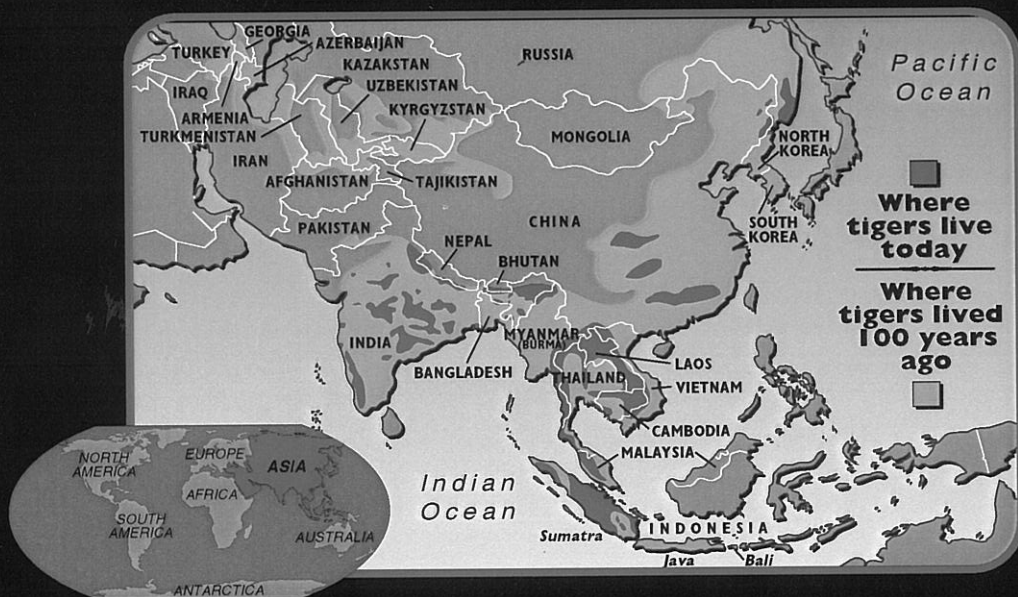 GEORGIA
TURKEY
AZERBAIJAN
KAZAKSTAN
RUSSIA
UZBEKISTAN
IRAQ
KYRGYZSTAN
ARMENIA
TURKMENISTAN
MONGOLIA
NORTH
KOREA
IRAN
AFGHANISTAN
TAJIKISTAN
PAKISTAN
CHINA
SOUTH
KOREA
NEPAL
BHUTAN
INDIA
MYANMAR
(BURMA)
BANGLADESH
LAOS
THAILAND
VIETNAM
CAMBODIA
MALAYSIA
INDONESIA
Sumatra
Java
Bali
Pacific
Ocean
Indian
Ocean
Where
tigers live
today
Where
tigers lived
100 years
ago
NORTH
AMERICA
EUROPE
ASIA
AFRICA
SOUTH
AMERICA
AUSTRALIA
ANTARCTICA